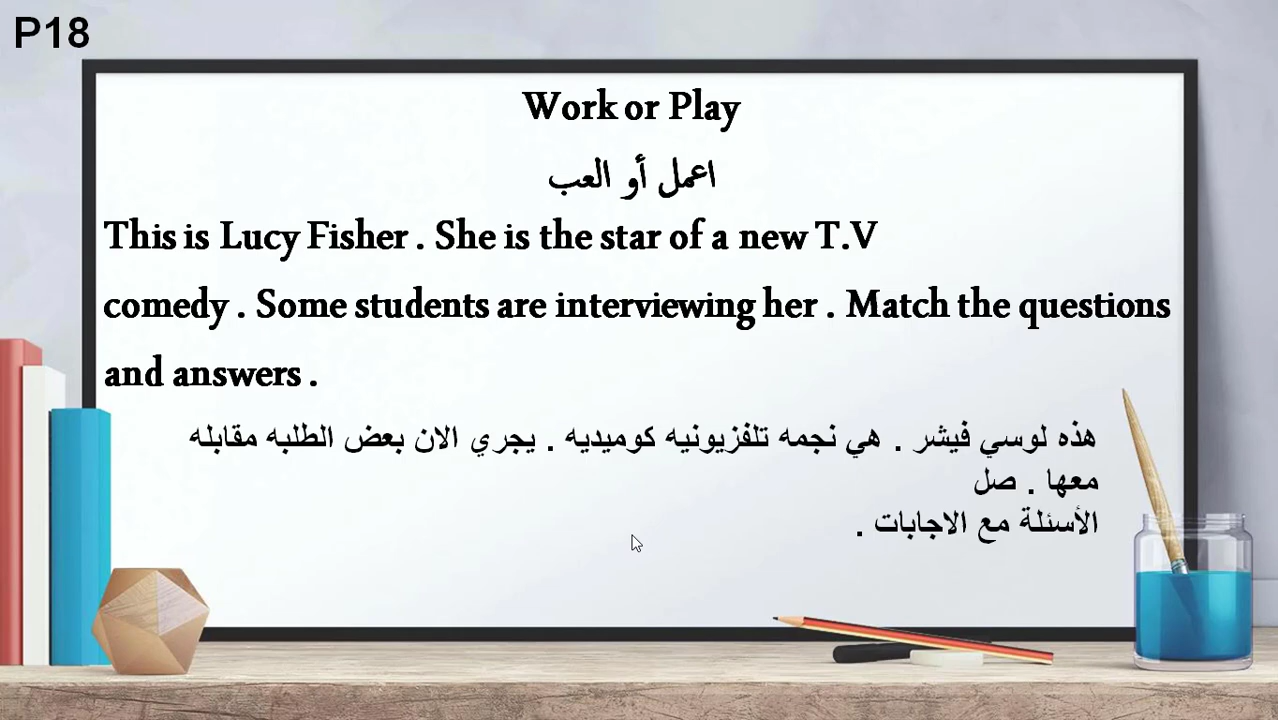 P18
Work or Play
اعمل أو العب
This is Lucy Fisher . She is the star of a new T.V
comedy . Some students are interviewing her . Match the questions
and answers .
هذه لوسي فيشر . هي نجمه تلفزيونيه كوميديه . يجري الان بعض الطلبه مقابله
معها . صل
الأسئلة مع الاجابات .